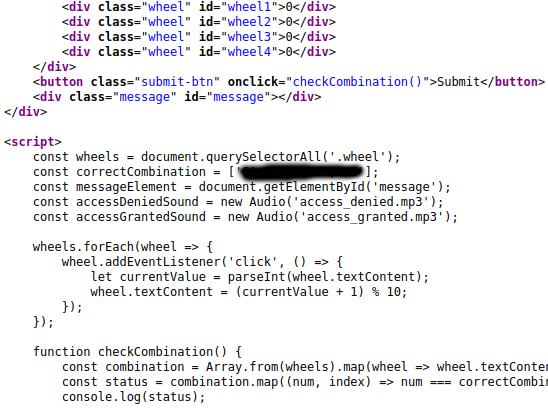 <div class="wheel" id="wheel1">0</div>
<div class="wheel" id="wheel2">0</div>
<div class="wheel" id="wheel3">0</div>
<div class="wheel" id="wheel4">0</div>
</div>
<button class="submit-btn" onclick="checkCombination()">Submit</button>
<div class="message" id="message"></div>
</div>
<script>
const wheels = document.querySelectorAll('.wheel');
const correctCombination = [' ];
const messageElement = document.getElementById('message');
const accessDeniedSound = new Audio('access_denied.mp3');
const accessGrantedSound = new Audio('access_granted.mp3');
wheels.forEach(wheel => {
wheel.addEventListener('click', () => {
let currentValue = parseInt(wheel.textContent);
wheel.textContent = (currentValue + 1) % 10;
});
});
function checkCombination() {
const combination = Array.from(wheels).map(wheel => wheel.textConten
const status = combination.map((num, index) => num === correctCombin
console.log(status);